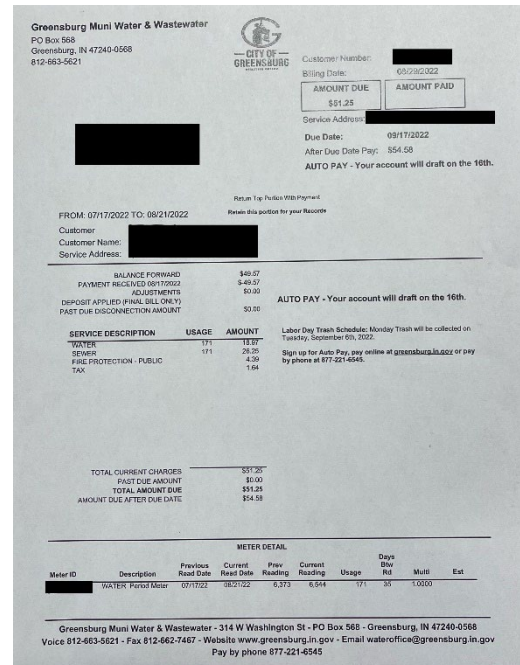 Greensburg Muni Water & Wastewater
PO Box 568
Greensburg, IN 47240-0568
812-663-5621
CITY OF
GREENSBURG
Customer Number:
Billing Date: 08/29/2022
AMOUNT DUE AMOUNT PAID
$51.25
Service Address:
Due Date: 09/17/2022
After Due Date Pay: $54.58
AUTO PAY - Your account will draft on the 16th.
Return Top Portion With Payment
Retain this portion for your Records
FROM: 07/17/2022 TO: 08/21/2022
Customer
Customer Name:
Service Address:
BALANCE FORWARD $49.57
PAYMENT RECEIVED 08/17/2022 $-49.57
ADJUSTMENTS $0.00
DEPOSIT APPLIED (FINAL BILL ONLY)
PAST DUE DISCONNECTION AMOUNT $0.00
AUTO PAY - Your account will draft on the 16th.
SERVICE DESCRIPTION USAGE AMOUNT
WATER 171 18.97
SEWER 171 26.25
FIRE PROTECTION - PUBLIC 4.39
TAX 1.64
Labor Day Trash Schedule: Monday Trash will be collected on
Tuesday, September 6th, 2022.
Sign up for Auto Pay, pay online at greensburg.in.gov or pay
by phone at 877-221-6545.
TOTAL CURRENT CHARGES $51.25
PAST DUE AMOUNT $0.00
TOTAL AMOUNT DUE $51.25
AMOUNT DUE AFTER DUE DATE $54.58
METER DETAIL
Meter ID Description Previous Read Date Current Read Date Prev Reading Current Reading Usage Days Btw Rd Multi Est
WATER Period Meter 07/17/22 08/21/22 6,373 6,544 171 35 1.0000
Greensburg Muni Water & Wastewater - 314 W Washington St - PO Box 568 - Greensburg, IN 47240-0568
Voice 812-663-5621 - Fax 812-662-7467 - Website www.greensburg.in.gov - Email wateroffice@greensburg.in.gov
Pay by phone 877-221-6545